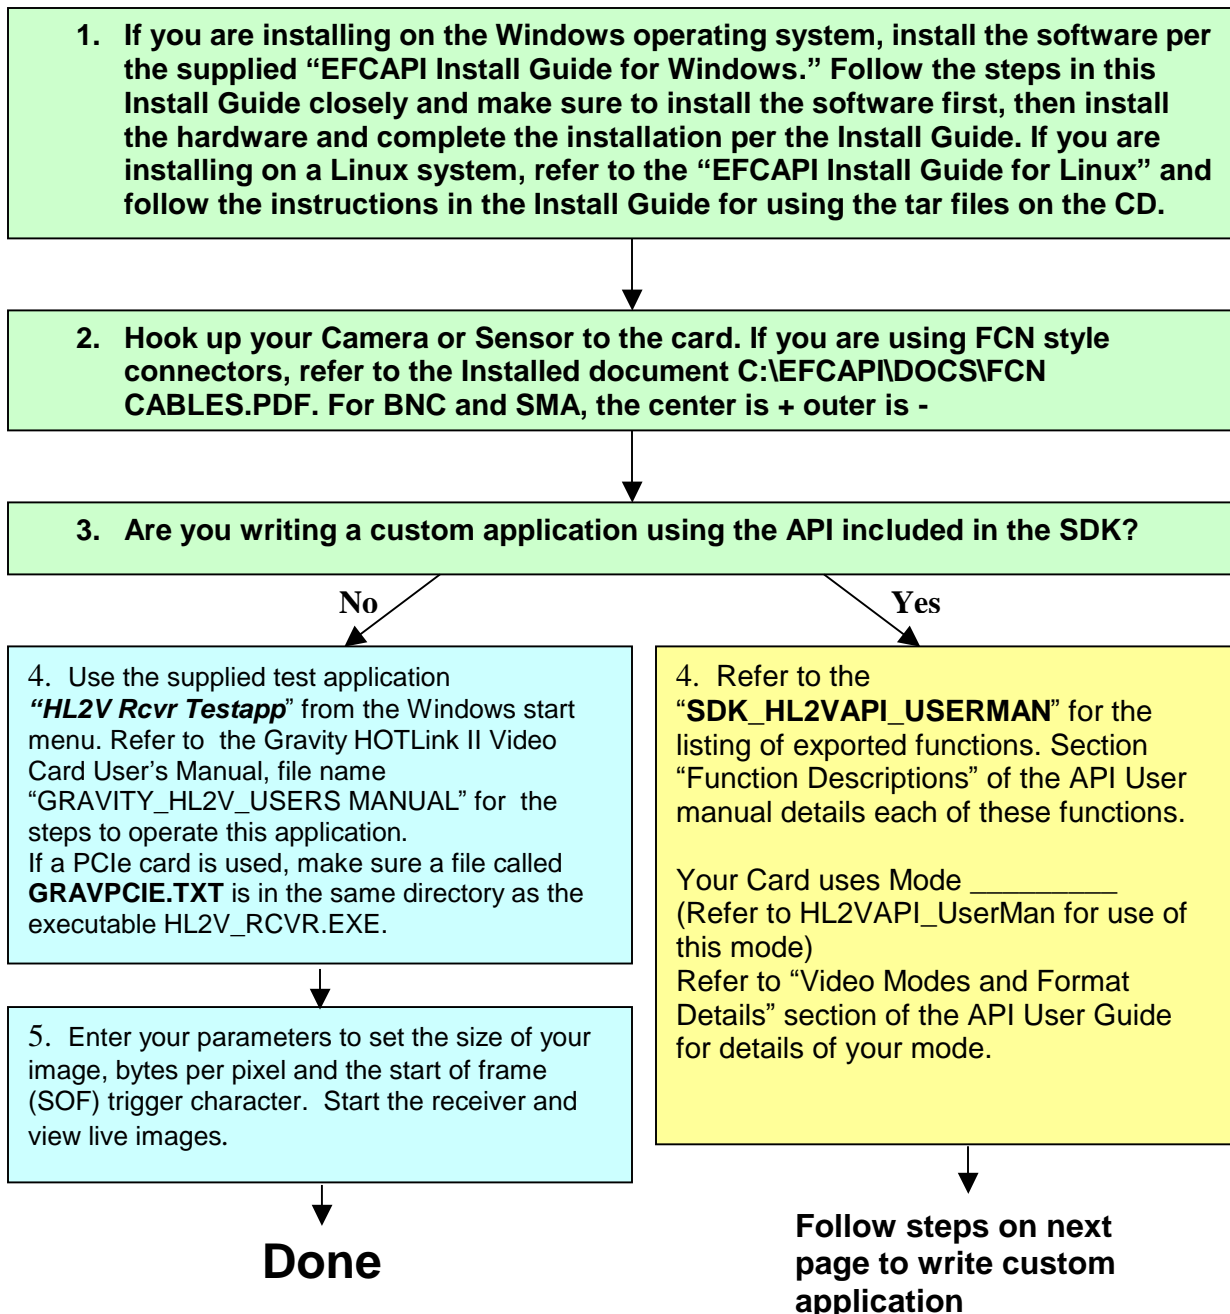 1. If you are installing on the Windows operating system, install the software per
the supplied “EFCAPI Install Guide for Windows.” Follow the steps in this
Install Guide closely and make sure to install the software first, then install
the hardware and complete the installation per the Install Guide. If you are
installing on a Linux system, refer to the “EFCAPI Install Guide for Linux” and
follow the instructions in the Install Guide for using the tar files on the CD.
2. Hook up your Camera or Sensor to the card. If you are using FCN style
connectors, refer to the Installed document C:\EFCAPI\DOCS\FCN
CABLES.PDF. For BNC and SMA, the center is + outer is -
3. Are you writing a custom application using the API included in the SDK?
No
Yes
4. Use the supplied test application
“HL2V Rcvr Testapp” from the Windows start
menu. Refer to the Gravity HOTLink II Video
Card User’s Manual, file name
“GRAVITY_HL2V_USERS MANUAL” for the
steps to operate this application.
If a PCIe card is used, make sure a file called
GRAVPCIE.TXT is in the same directory as the
executable HL2V_RCVR.EXE.
5. Enter your parameters to set the size of your
image, bytes per pixel and the start of frame
(SOF) trigger character. Start the receiver and
view live images.
Done
4. Refer to the
“SDK_HL2VAPI_USERMAN” for the
listing of exported functions. Section
“Function Descriptions” of the API User
manual details each of these functions.
Your Card uses Mode _________
(Refer to HL2VAPI_UserMan for use of
this mode)
Refer to “Video Modes and Format
Details” section of the API User Guide
for details of your mode.
Follow steps on next
page to write custom
application